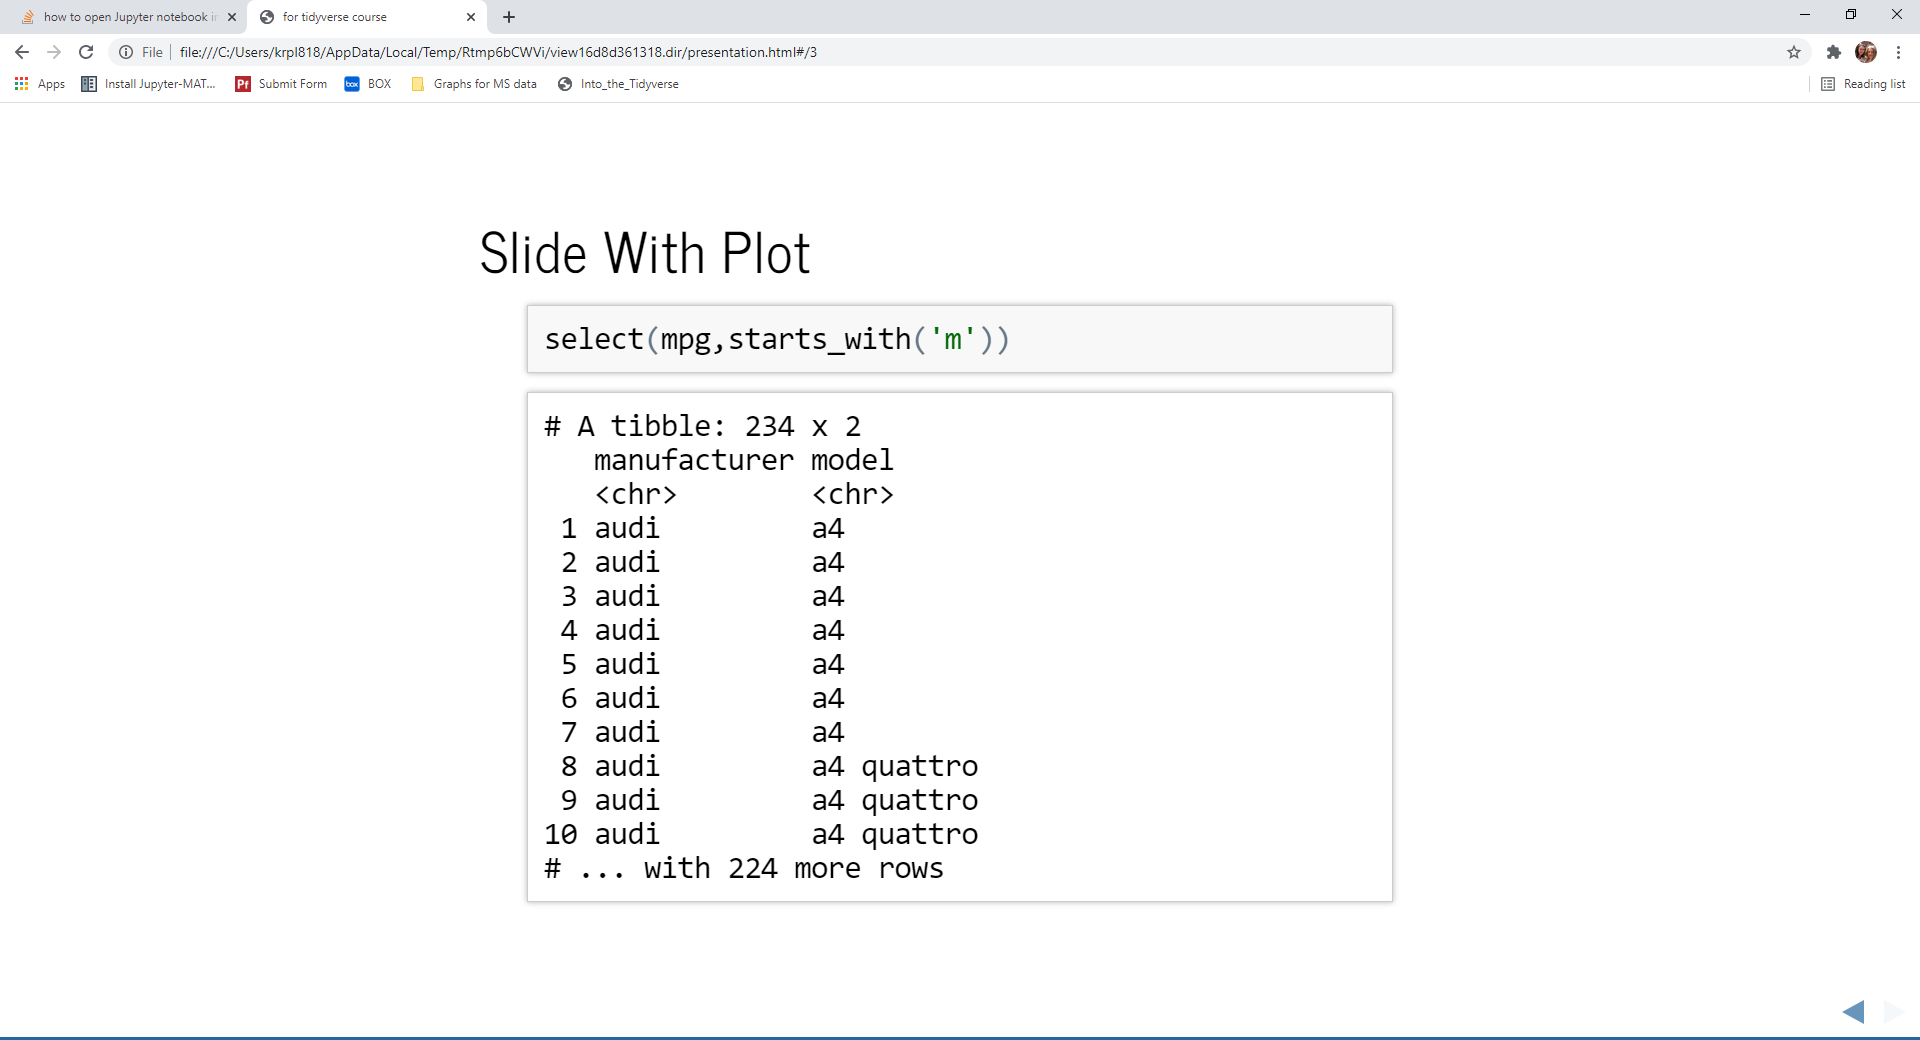 how to open Jupyter notebook in
for tidyverse course
File
file:///C:/Users/krpl818/AppData/Local/Temp/Rtmp6bCWVi/view16d8d361318.dir/presentation.html#/3
Apps
Install Jupyter-MAT...
Pf
Submit Form
box
BOX
Graphs for MS data
Into_the_Tidyverse
Reading list
Slide With Plot
select(mpg,starts_with('m'))
# A tibble: 234 x 2
manufacturer model
<chr> <chr>
1 audi a4
2 audi a4
3 audi a4
4 audi a4
5 audi a4
6 audi a4
7 audi a4
8 audi a4 quattro
9 audi a4 quattro
10 audi a4 quattro
# ... with 224 more rows